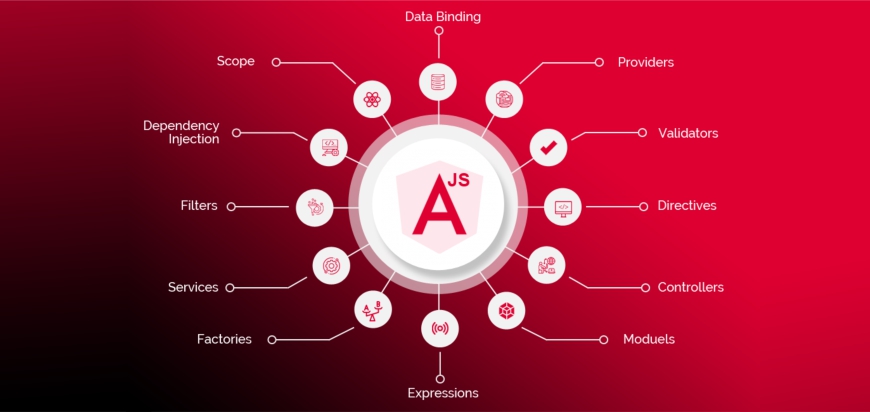 Data Binding
Scope
Providers
Dependency
Injection
Validators
Filters
Directives
Services
Controllers
Factories
Moduels
Expressions
A JS
A B